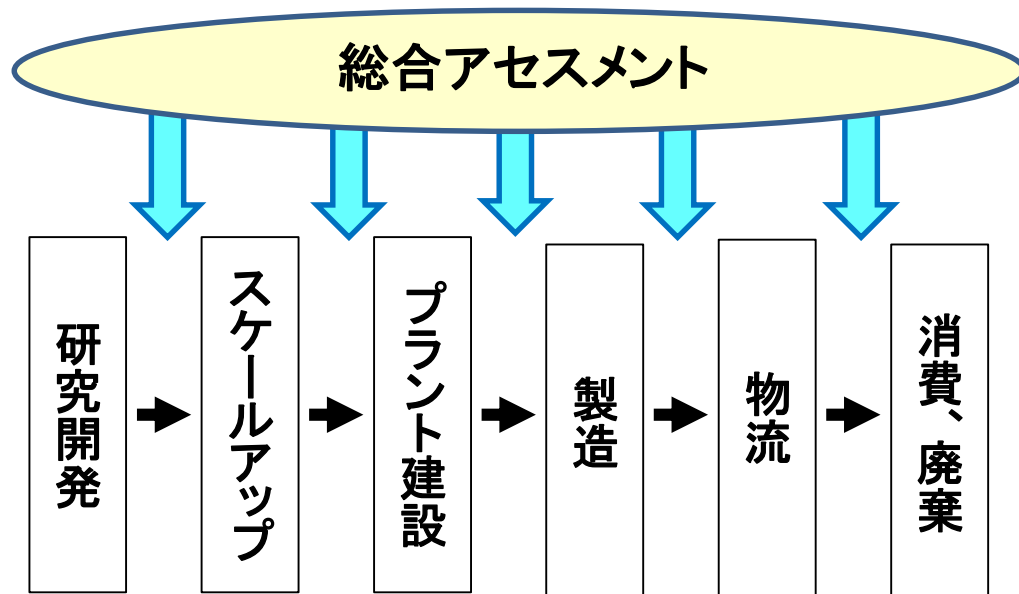 総合アセスメント
研究開発
スケールアップ
プラント建設
製造
物流
消費、廃棄